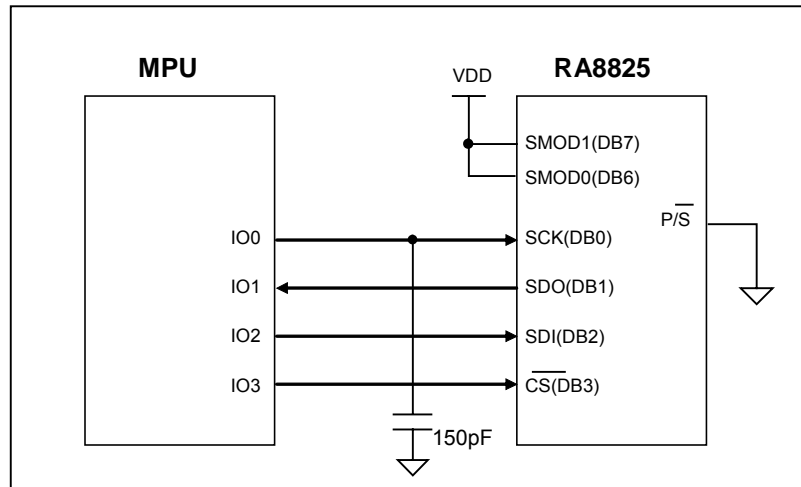 MPU
RA8825
VDD
SMOD1(DB7)
SMOD0(DB6)
P/S̅
IO0
SCK(DB0)
IO1
SDO(DB1)
IO2
SDI(DB2)
IO3
C̅S̅(DB3)
150pF